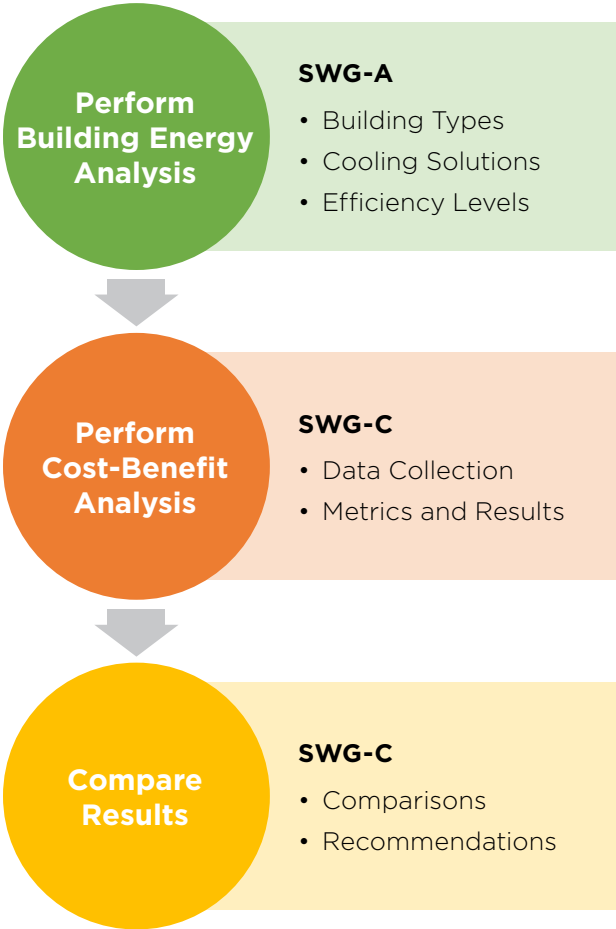 Perform
Building Energy
Analysis
SWG-A
• Building Types
• Cooling Solutions
• Efficiency Levels
Perform
Cost-Benefit
Analysis
SWG-C
• Data Collection
• Metrics and Results
Compare
Results
SWG-C
• Comparisons
• Recommendations